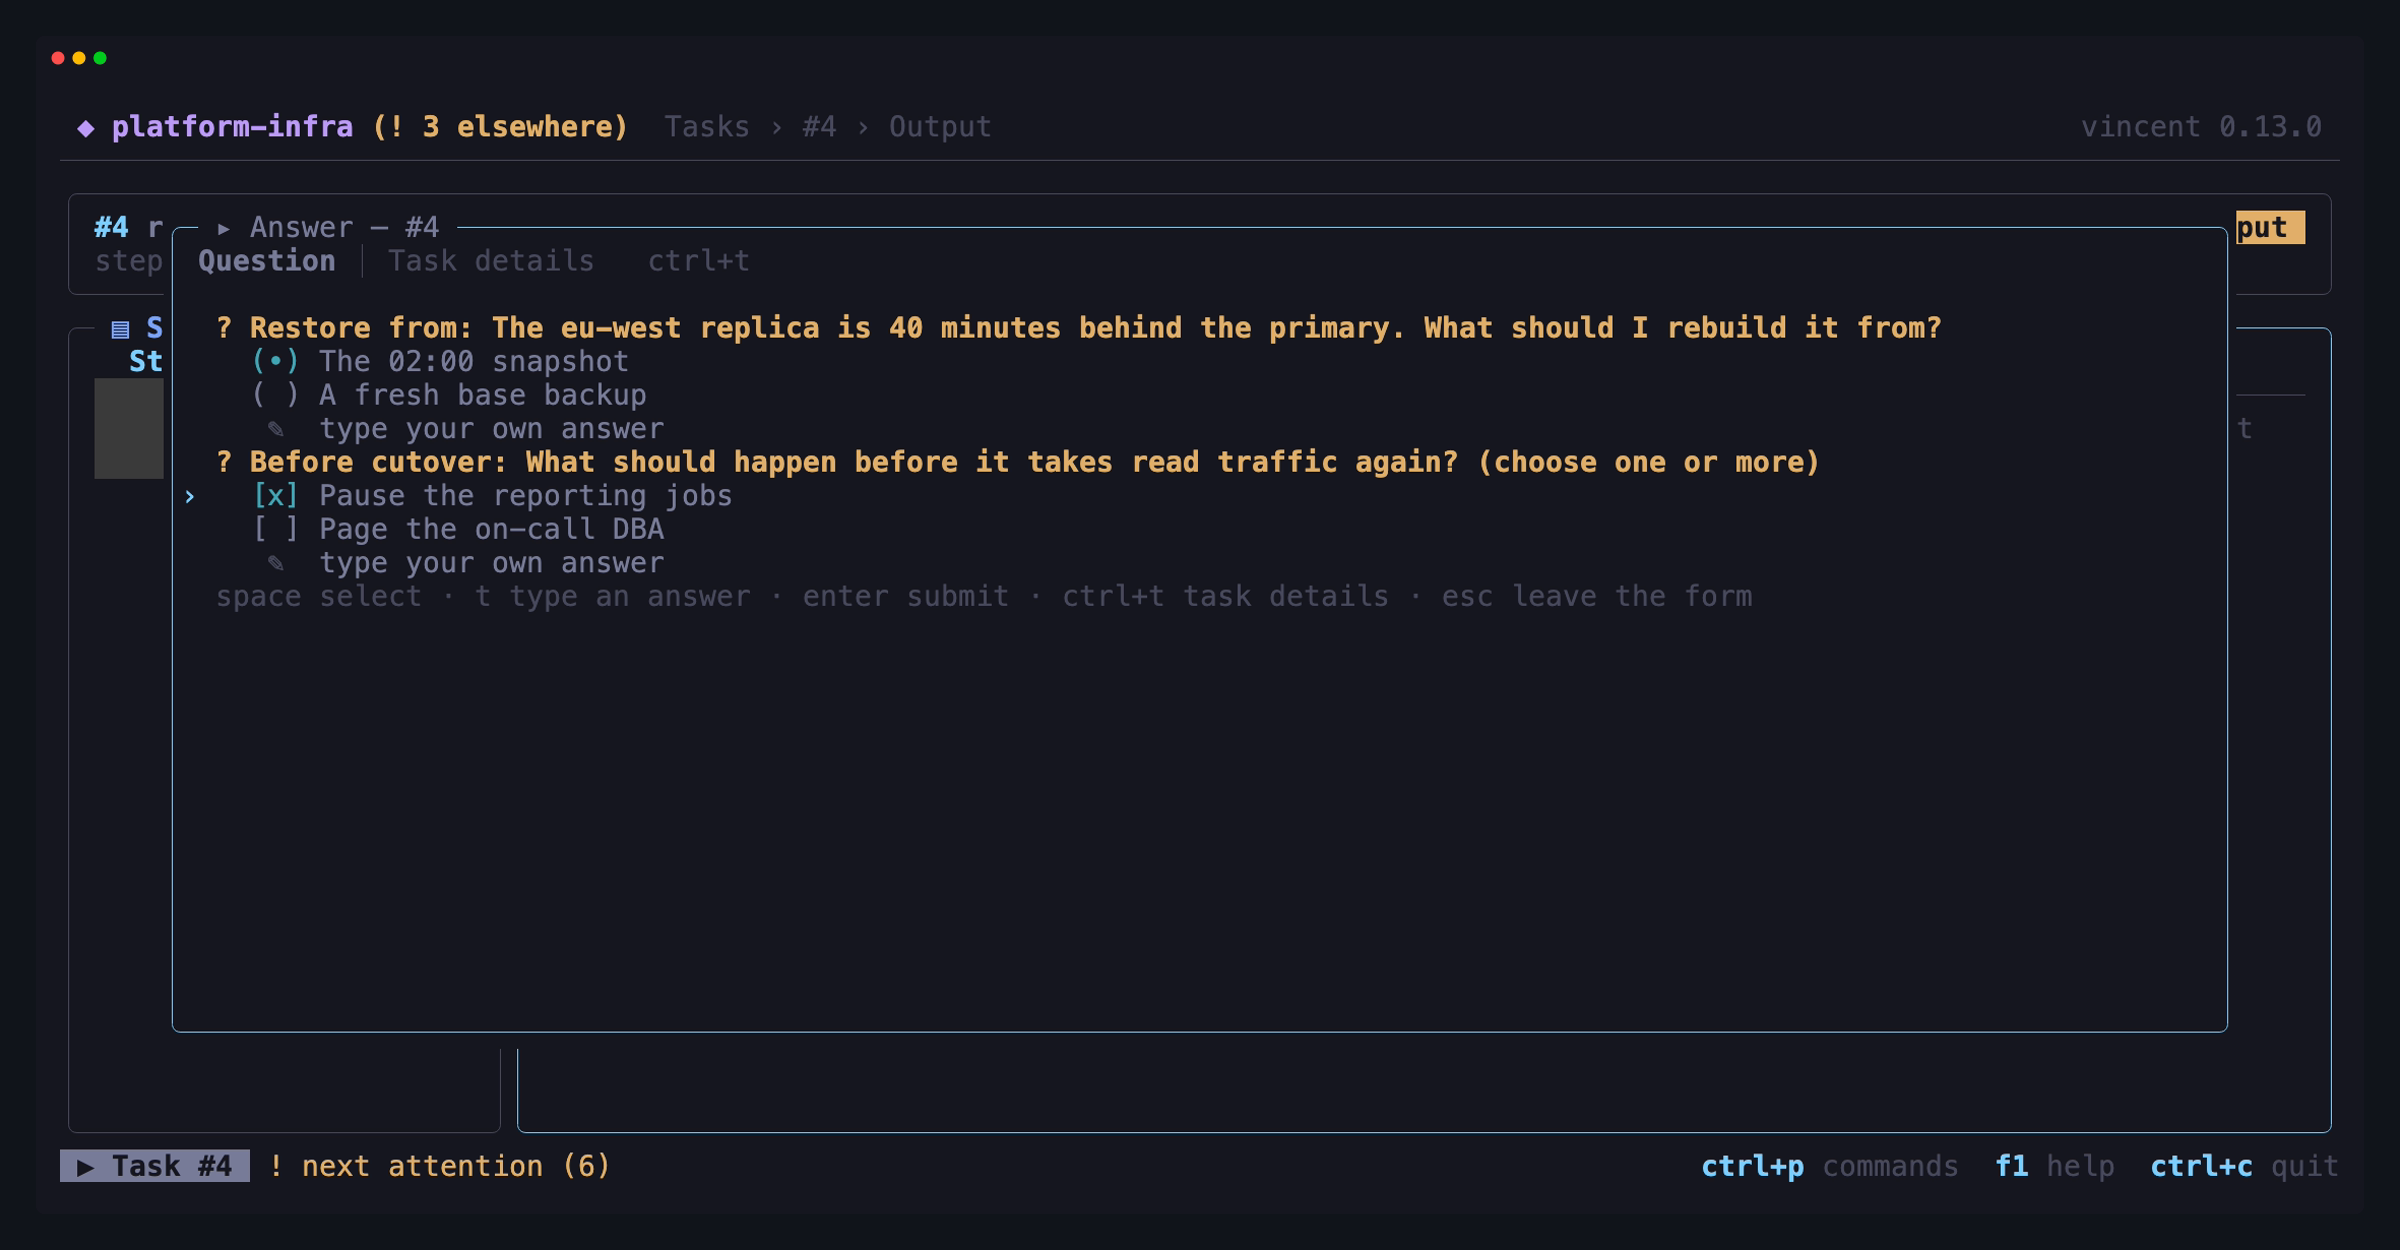 ◆ platform-infra (! 3 elsewhere) Tasks › #4 › Output vincent 0.13.0
#4 r ▸ Answer — #4 put
step Question │ Task details ctrl+t
▤ S ? Restore from: The eu-west replica is 40 minutes behind the primary. What should I rebuild it from?
St (•) The 02:00 snapshot
( ) A fresh base backup
✎ type your own answer t
? Before cutover: What should happen before it takes read traffic again? (choose one or more)
› [x] Pause the reporting jobs
[ ] Page the on-call DBA
✎ type your own answer
space select · t type an answer · enter submit · ctrl+t task details · esc leave the form
▶ Task #4 ! next attention (6) ctrl+p commands f1 help ctrl+c quit